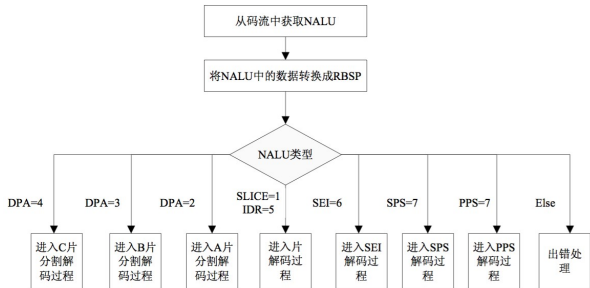 从码流中获取NALU
将NALU中的数据转换成RBSP
NALU类型
DPA=4
DPA=3
DPA=2
SLICE=1
IDR=5
SEI=6
SPS=7
PPS=7
Else
进入C片
分割解
码过程
进入B片
分割解
码过程
进入A片
分割解
码过程
进入片
解码过
程
进入SEI
解码过
程
进入SPS
解码过
程
进入PPS
解码过
程
出错处
理